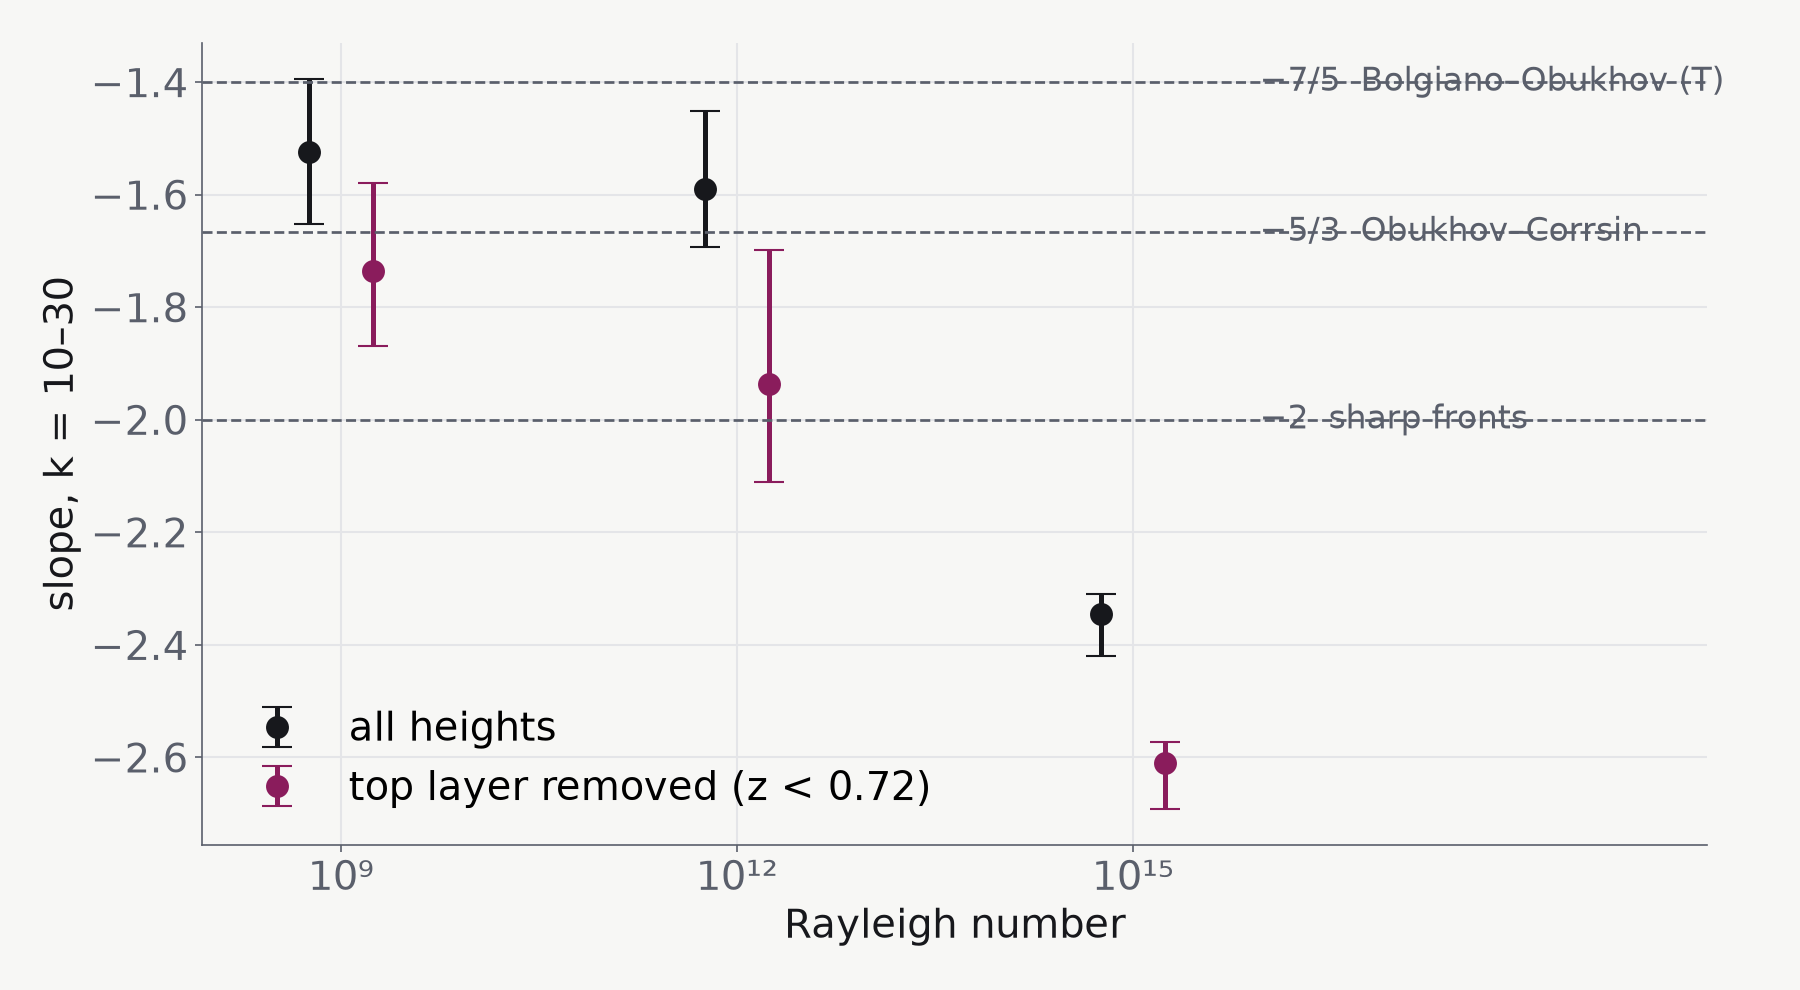 −1.4
−1.6
−1.8
−2.0
−2.2
−2.4
−2.6
slope, k = 10–30
−7/5  Bolgiano–Obukhov (T)
−5/3  Obukhov–Corrsin
−2  sharp fronts
all heights
top layer removed (z < 0.72)
10⁹
10¹²
10¹⁵
Rayleigh number